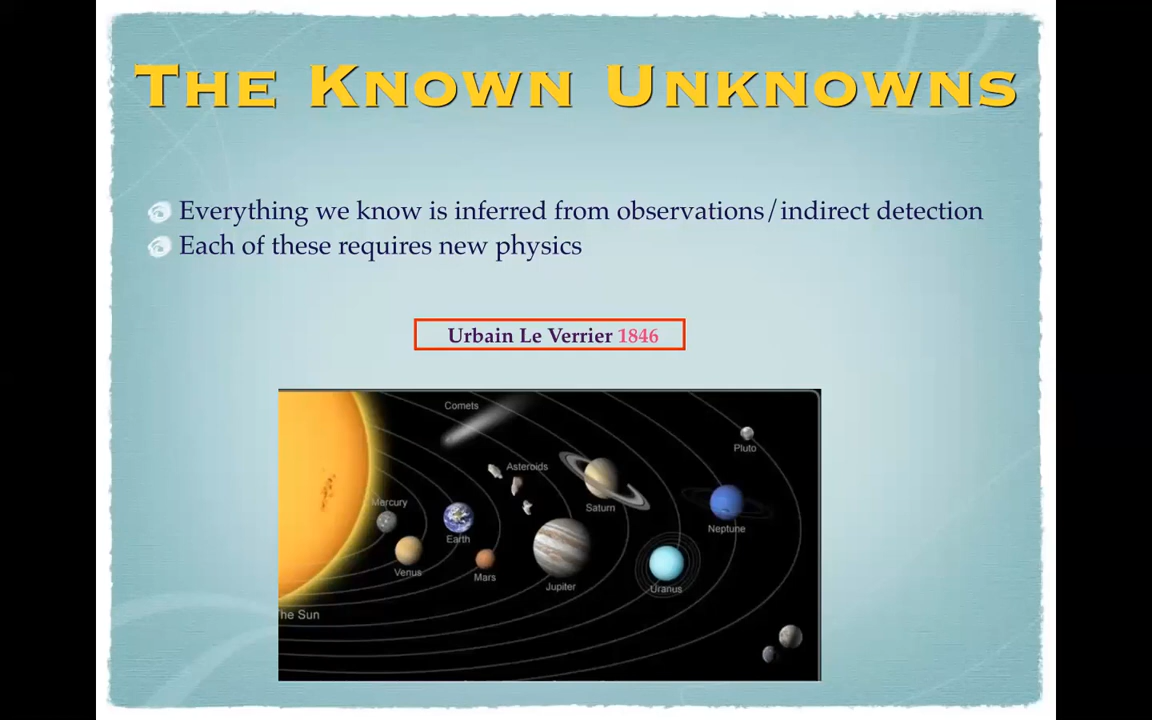 The Known Unknowns
Everything we know is inferred from observations/indirect detection
Each of these requires new physics
Urbain Le Verrier 1846
Comets
Pluto
Asteroids
Mercury
Saturn
Neptune
Earth
Venus
Mars
Jupiter
Uranus
The Sun